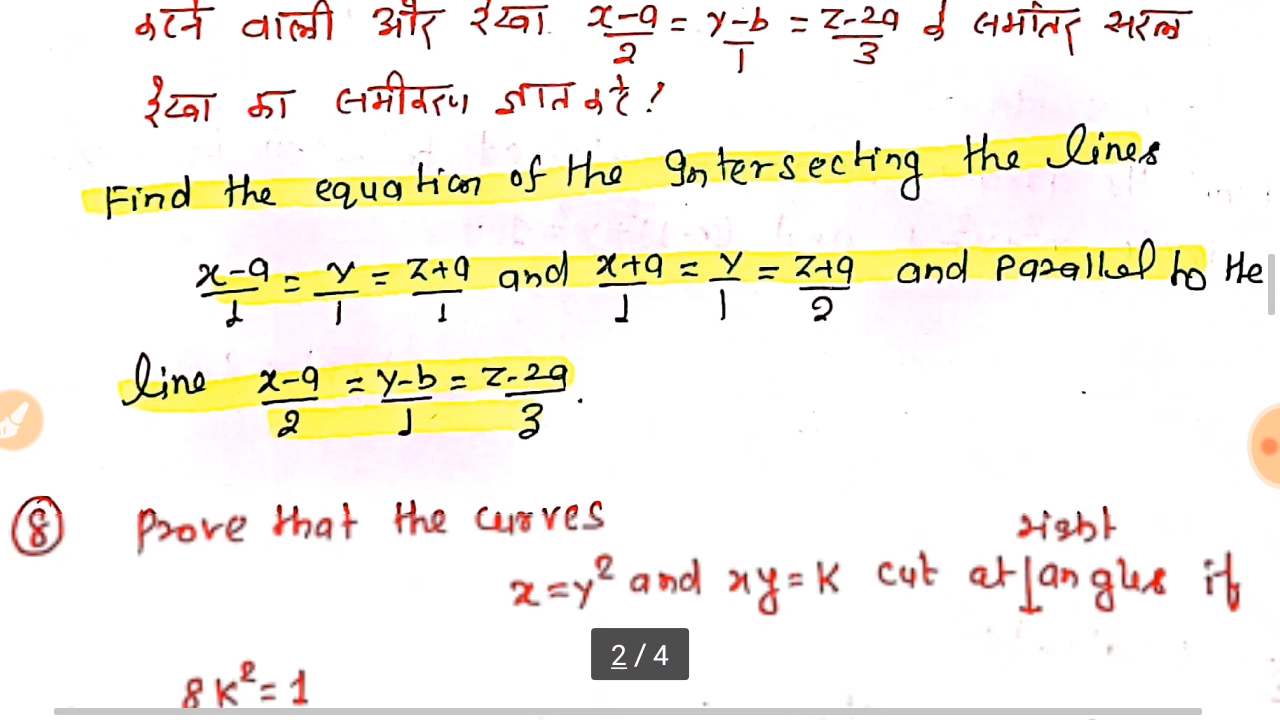 करने वाली और रेखा x-a/2 = y-b/1 = z-2a/3 के समांतर सरल
रेखा का समीकरण ज्ञात करे?
Find the equation of the Intersecting the lines
x-a/1 = y/1 = z+a/1 and x+a/1 = y/1 = z+a/2 and parallel to the
line x-a/2 = y-b/1 = z-2a/3.
⑧ Prove that the curves
right
x=y² and xy=K cut at angles if
2 / 4
8K²=1